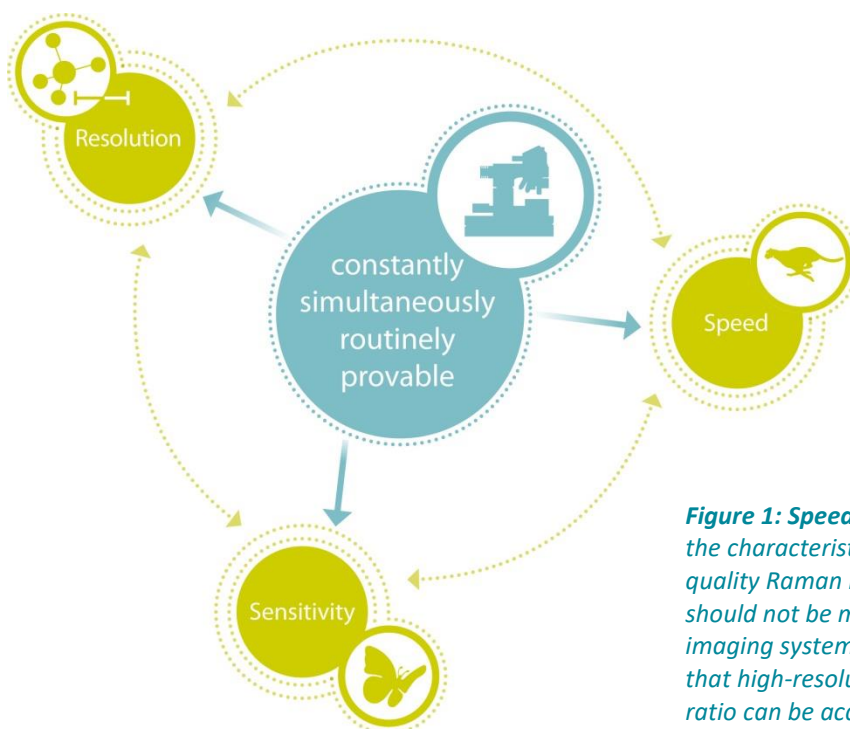 Resolution
constantly
simultaneously
routinely
provable
Speed
Sensitivity
Figure 1: Speed
the characterist
quality Raman
should not be
imaging system
that high-resolu
ratio can be